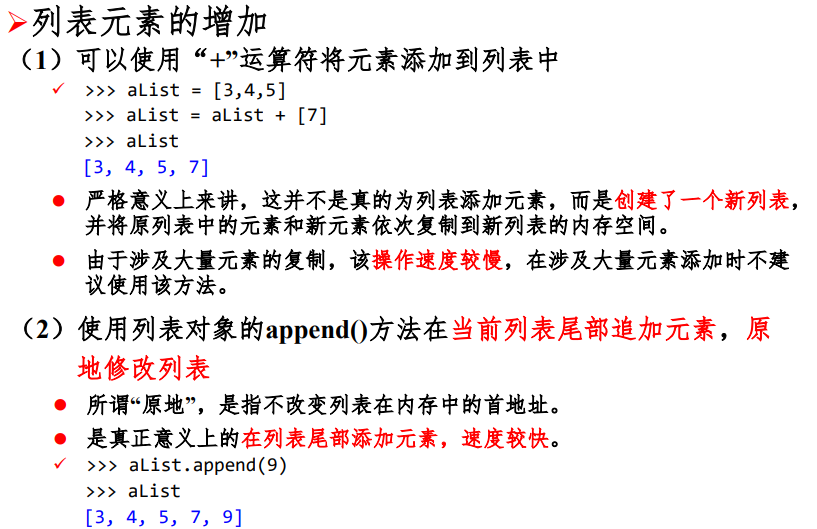 ➢列表元素的增加
（1）可以使用“+”运算符将元素添加到列表中
✓ >>> aList = [3,4,5]
>>> aList = aList + [7]
>>> aList
[3, 4, 5, 7]
● 严格意义上来讲，这并不是真的为列表添加元素，而是创建了一个新列表，
并将原列表中的元素和新元素依次复制到新列表的内存空间。
● 由于涉及大量元素的复制，该操作速度较慢，在涉及大量元素添加时不建
议使用该方法。
（2）使用列表对象的append()方法在当前列表尾部追加元素，原
地修改列表
● 所谓“原地”，是指不改变列表在内存中的首地址。
● 是真正意义上的在列表尾部添加元素，速度较快。
✓ >>> aList.append(9)
>>> aList
[3, 4, 5, 7, 9]